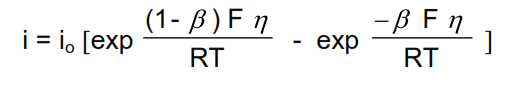 i = iₒ [exp (1- β) F η / RT - exp −β F η / RT ]